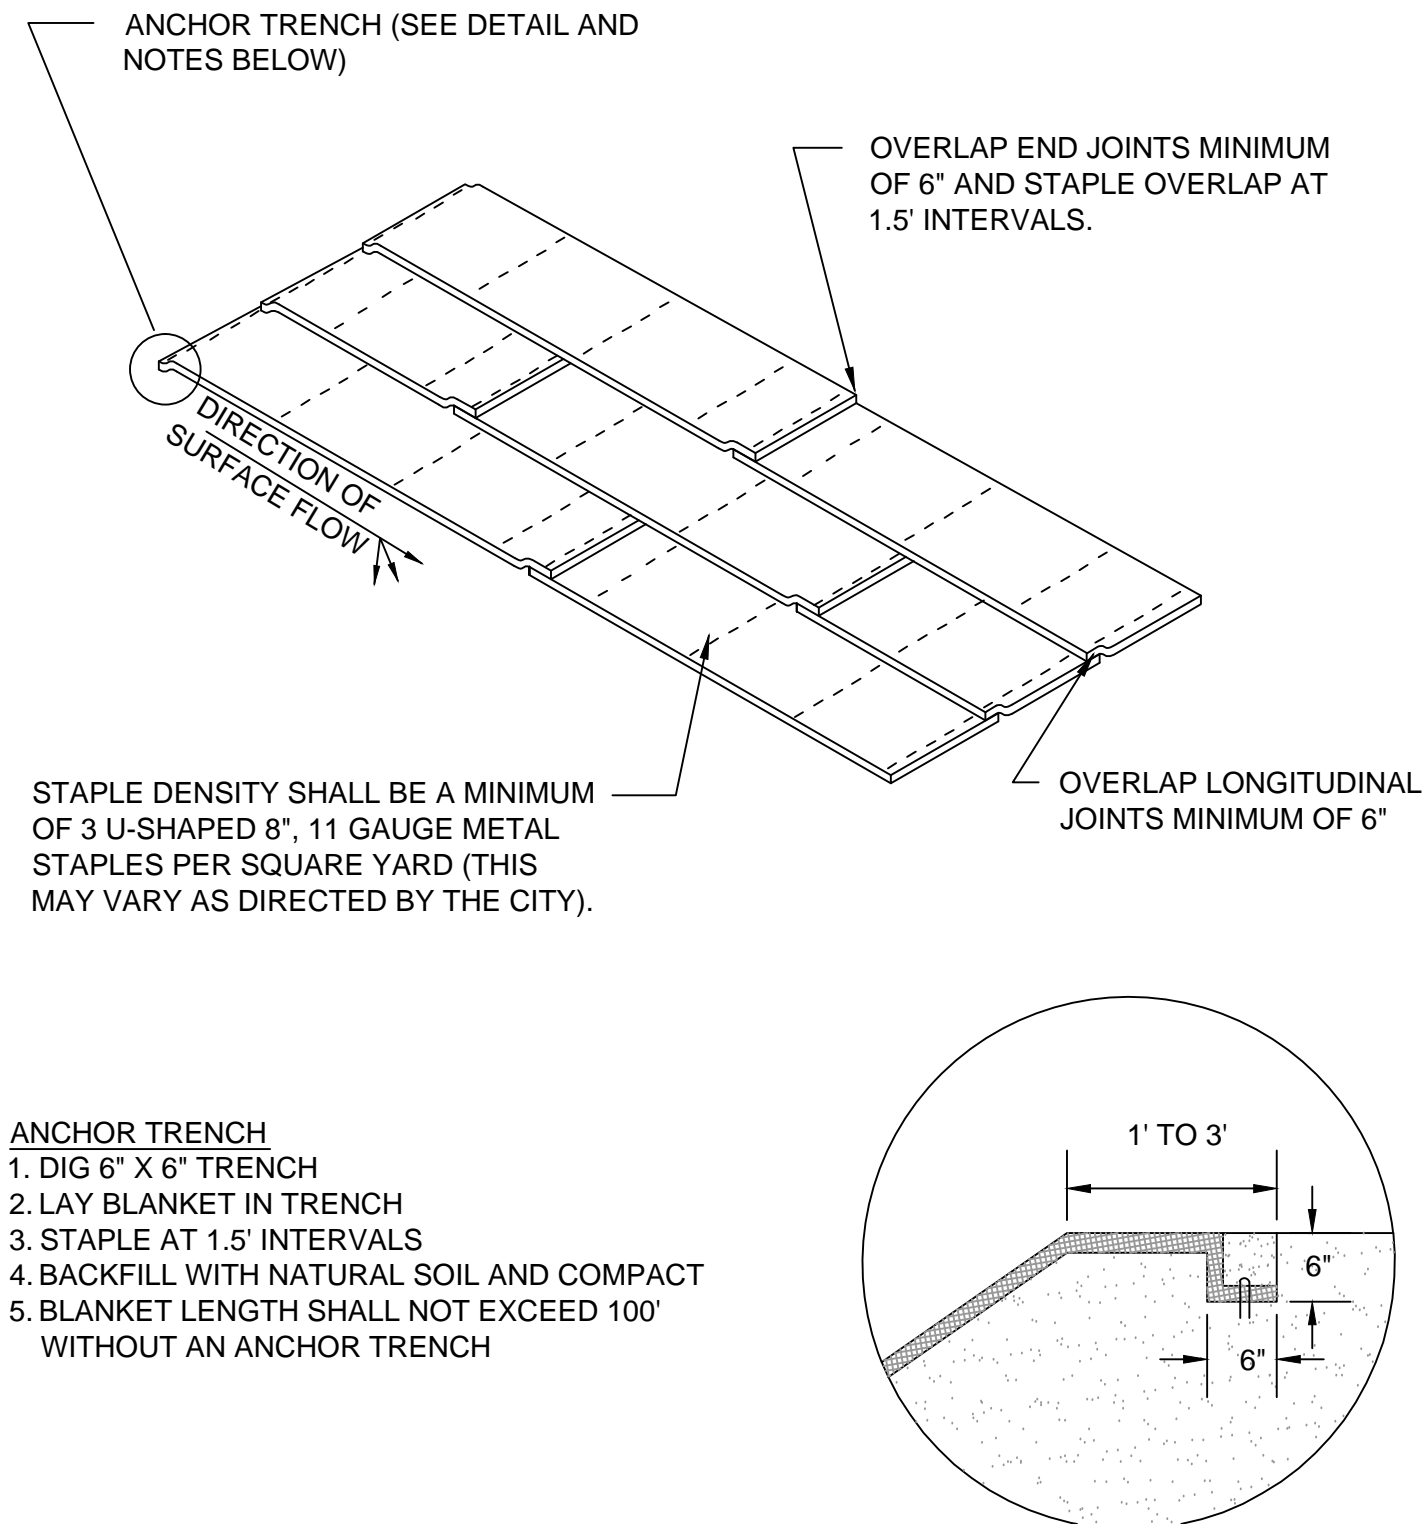 ANCHOR TRENCH (SEE DETAIL AND
NOTES BELOW)
OVERLAP END JOINTS MINIMUM
OF 6" AND STAPLE OVERLAP AT
1.5' INTERVALS.
DIRECTION OF
SURFACE FLOW
STAPLE DENSITY SHALL BE A MINIMUM
OF 3 U-SHAPED 8", 11 GAUGE METAL
STAPLES PER SQUARE YARD (THIS
MAY VARY AS DIRECTED BY THE CITY).
OVERLAP LONGITUDINAL
JOINTS MINIMUM OF 6"
ANCHOR TRENCH
1. DIG 6" X 6" TRENCH
2. LAY BLANKET IN TRENCH
3. STAPLE AT 1.5' INTERVALS
4. BACKFILL WITH NATURAL SOIL AND COMPACT
5. BLANKET LENGTH SHALL NOT EXCEED 100'
WITHOUT AN ANCHOR TRENCH
1' TO 3'
6"
6"